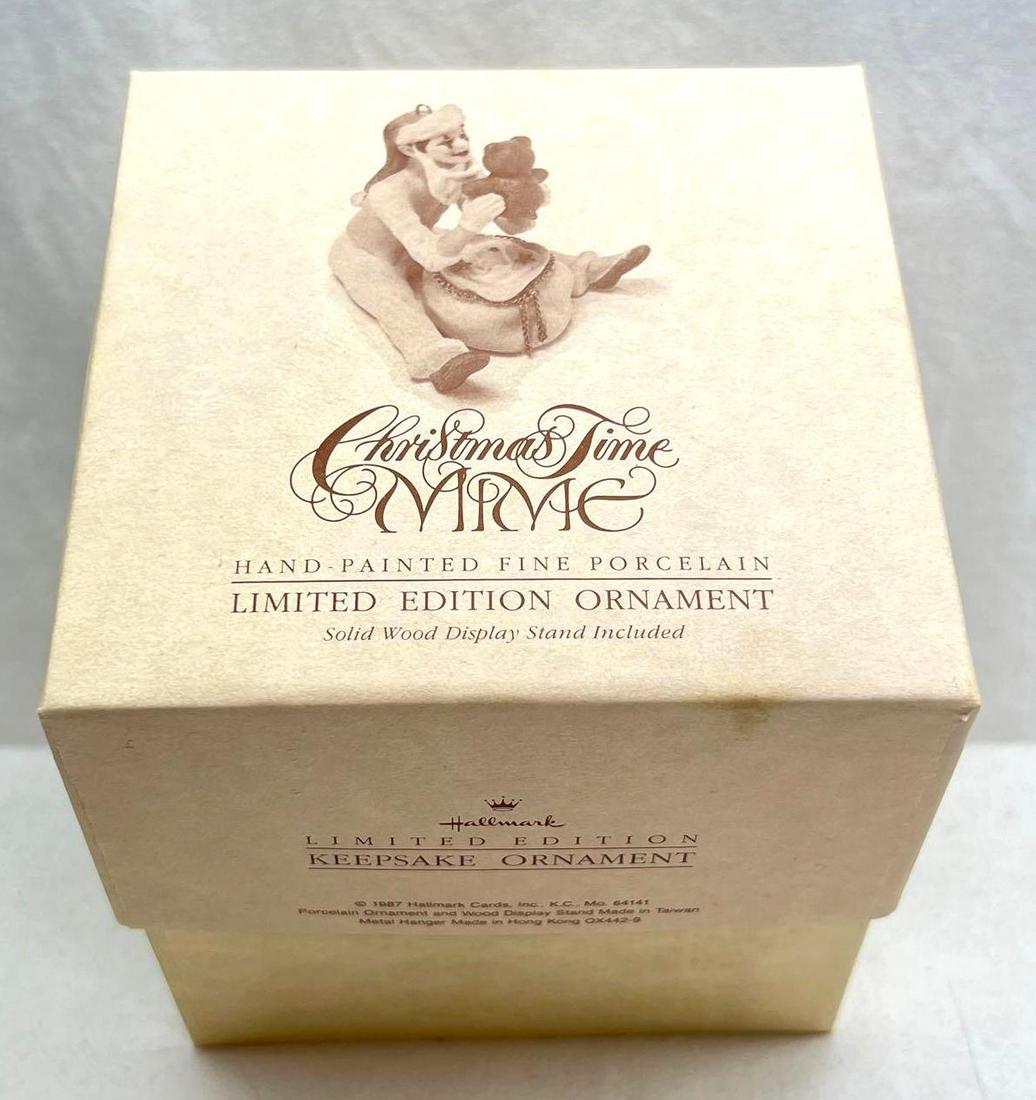 Christmas Time
MIME
HAND-PAINTED FINE PORCELAIN
LIMITED EDITION ORNAMENT
Solid Wood Display Stand Included
Hallmark
LIMITED EDITION
KEEPSAKE ORNAMENT
© 1987 Hallmark Cards, Inc., K.C., Mo. 64141
Porcelain Ornament and Wood Display Stand Made in Taiwan
Metal Hanger Made in Hong Kong QX442-9